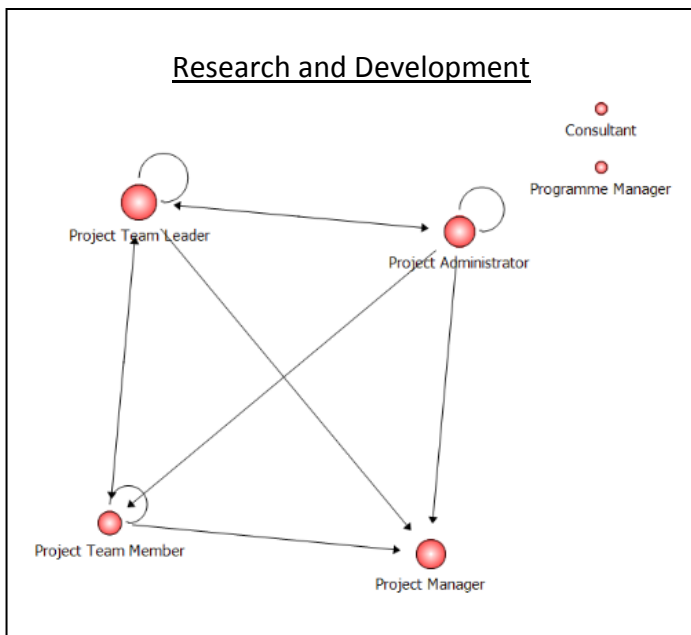 Research and Development
Consultant
Programme Manager
Project Team Leader
Project Administrator
Project Team Member
Project Manager